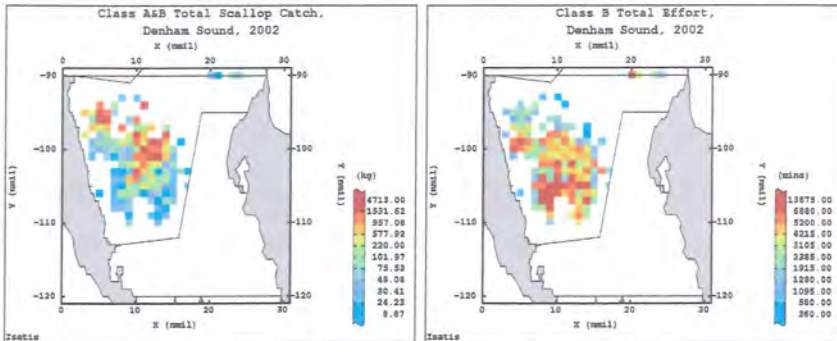 Class A&B Total Scallop Catch,
Denham Sound, 2002
X (nmil)
0 10 20 30
-90 -90
-100 -100
-110 -110
-120 -120
Y (nmil)
Y (nmil)
0 10 20 30
X (nmil)
(kg)
4713.00
1531.62
957.08
577.92
220.00
101.97
75.53
48.08
30.41
24.23
8.87
Isatis
Class B Total Effort,
Denham Sound, 2002
X (nmil)
0 10 20 30
-90 -90
-100 -100
-110 -110
-120 -120
Y (nmil)
Y (nmil)
0 10 20 30
X (nmil)
(mins)
13875.00
6880.00
5200.00
4215.00
3105.00
2385.00
1915.00
1280.00
1095.00
580.00
360.00
Isatis